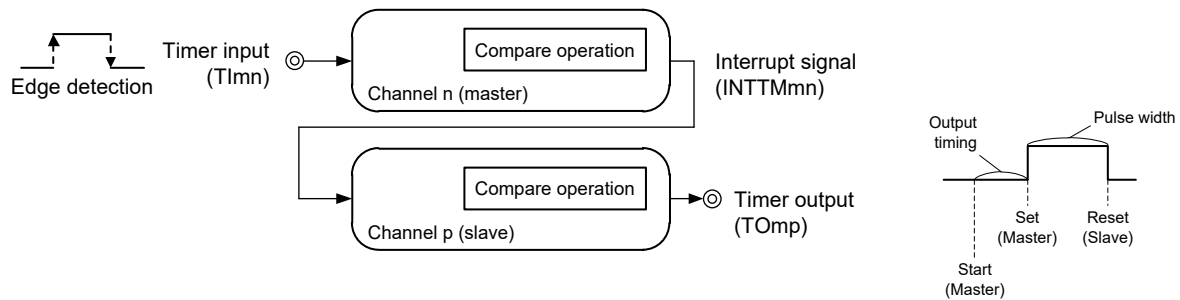 Edge detection
Timer input
(TImn)
Compare operation
Channel n (master)
Interrupt signal
(INTTMmn)
Compare operation
Channel p (slave)
Timer output
(TOmp)
Output
timing
Pulse width
Set
(Master)
Reset
(Slave)
Start
(Master)